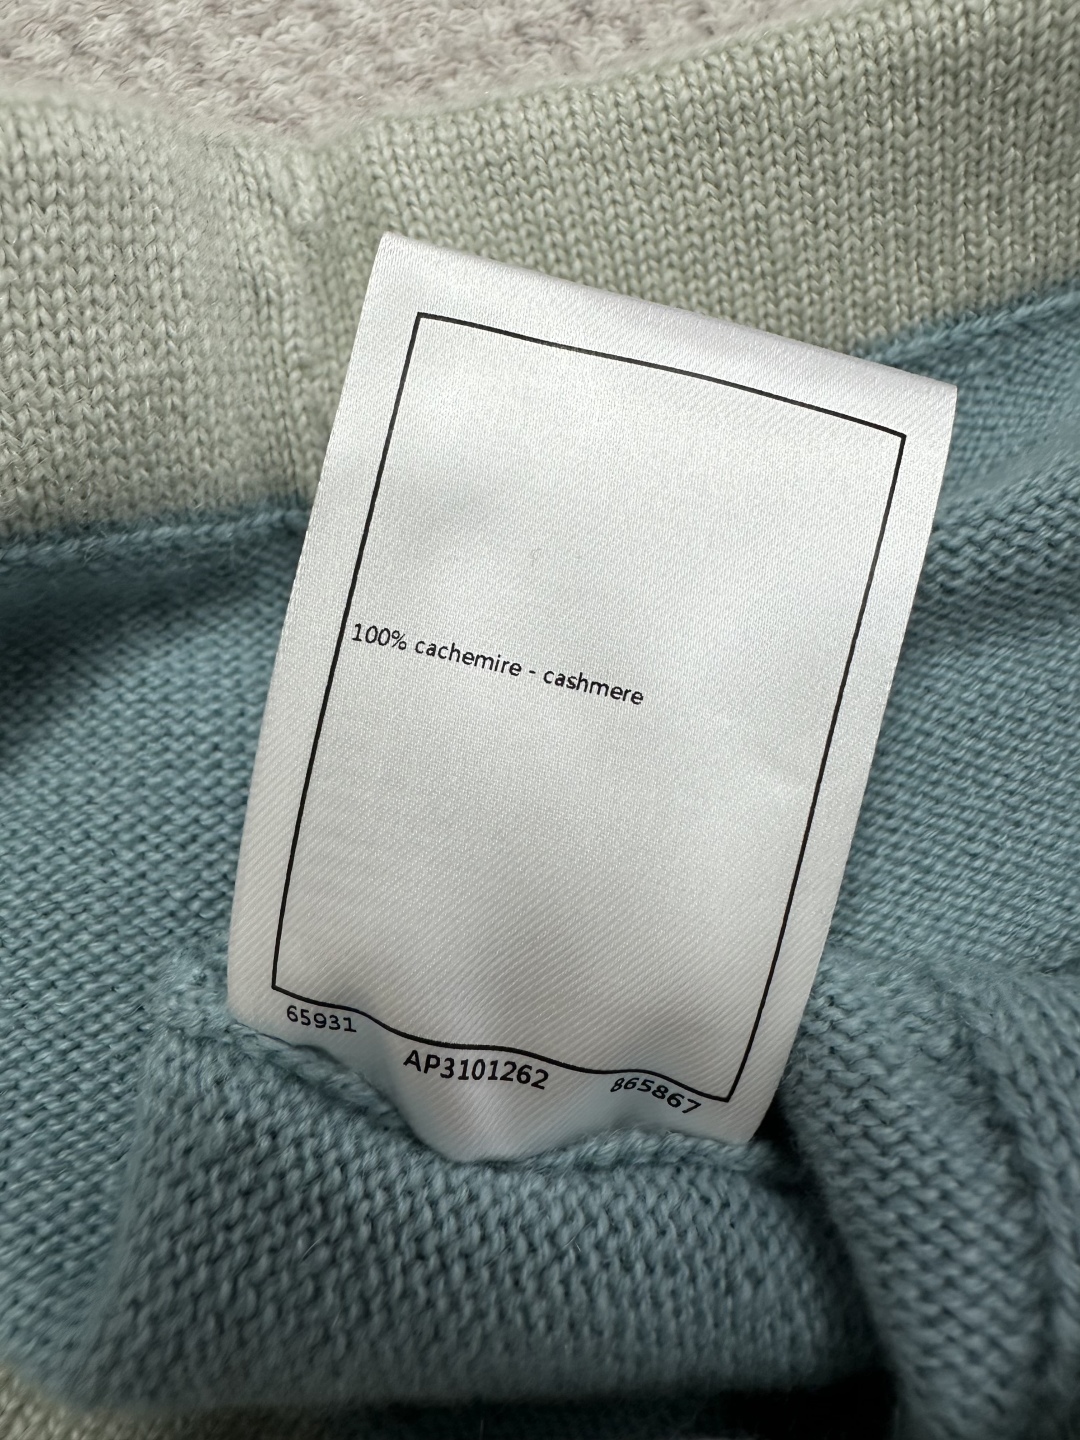 100% cachemire - cashmere
65931
AP3101262
865867